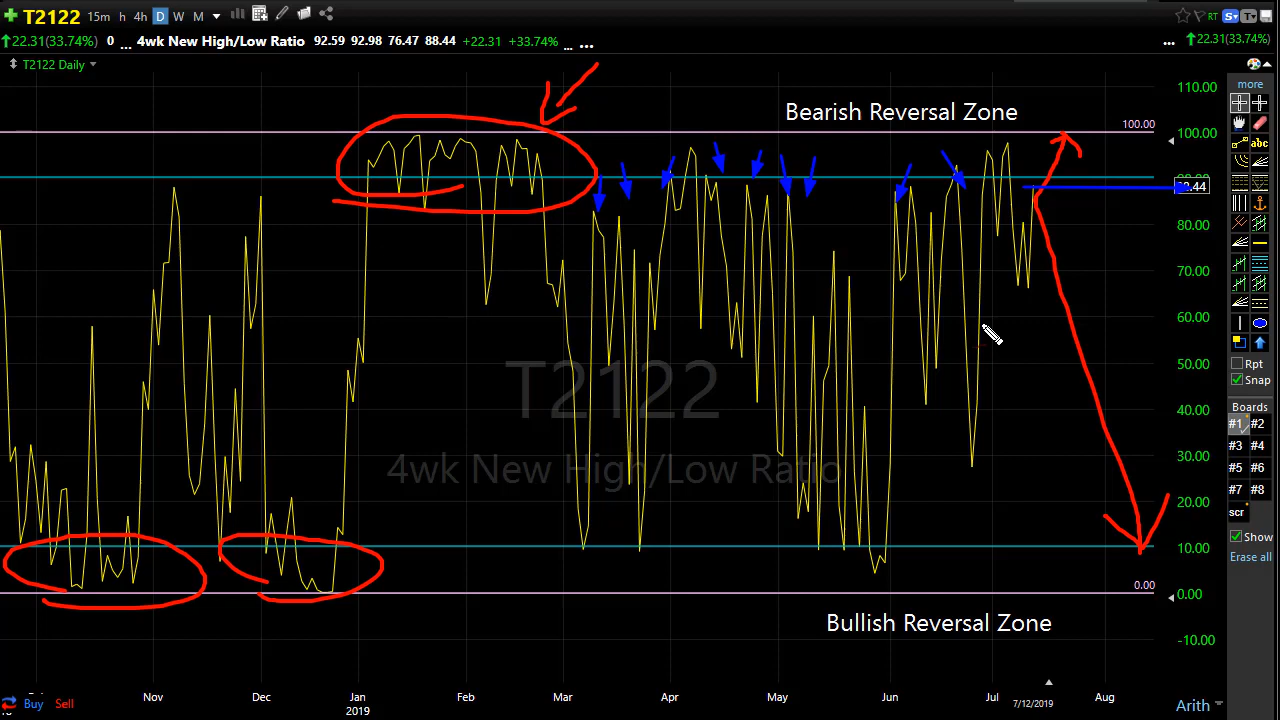 T2122 15m h 4h D W M RT S T
22.31(33.74%) 0 ... 4wk New High/Low Ratio 92.59 92.98 76.47 88.44 +22.31 +33.74% ... ... ... 22.31(33.74%)
T2122 Daily
more
110.00
Bearish Reversal Zone
100.00
100.00
abc
80.00
70.00
60.00
50.00
40.00
30.00
20.00
10.00
0.00
0.00
-10.00
T2122
4wk New High/Low Ratio
Bullish Reversal Zone
Rpt
Snap
Boards
#1 #2
#3 #4
#5 #6
#7 #8
scr
Show
Erase all
Nov Dec Jan Feb Mar Apr May Jun Jul Aug
2019
7/12/2019
Buy Sell
Arith